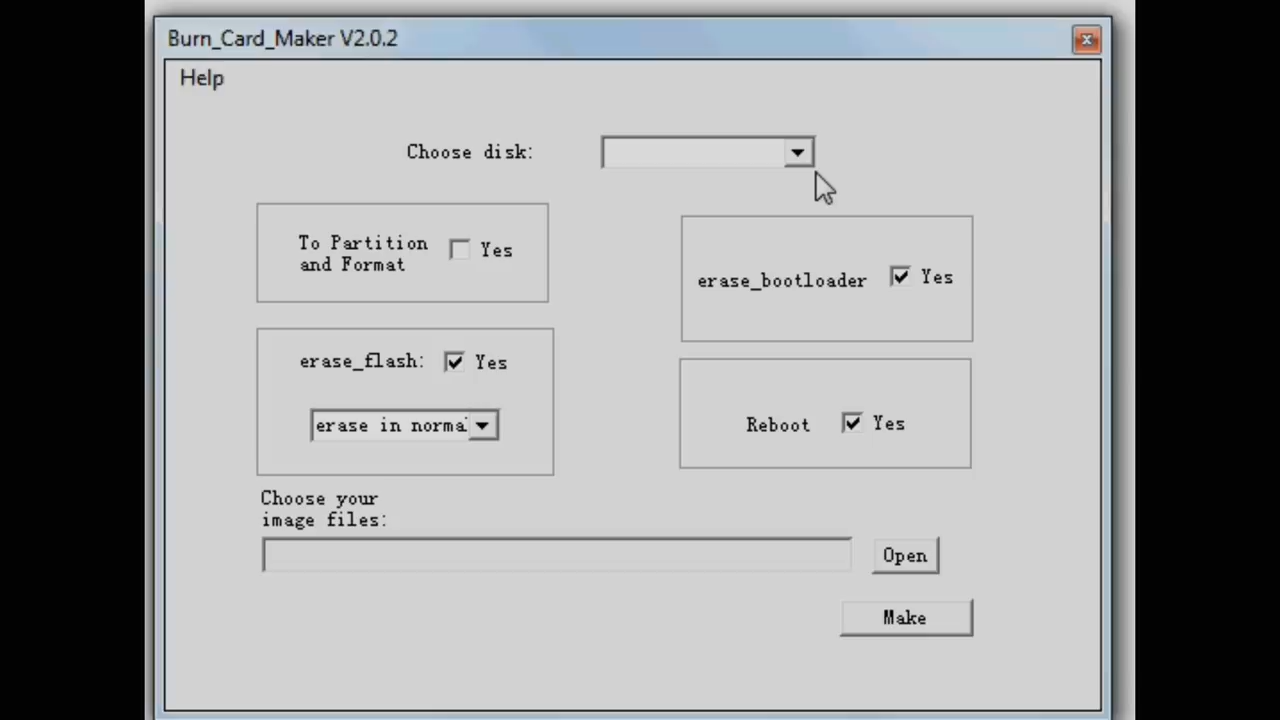 Burn_Card_Maker V2.0.2
Help
Choose disk:
To Partition
and Format
Yes
erase_bootloader
Yes
erase_flash:
Yes
erase in norma
Reboot
Yes
Choose your
image files:
Open
Make